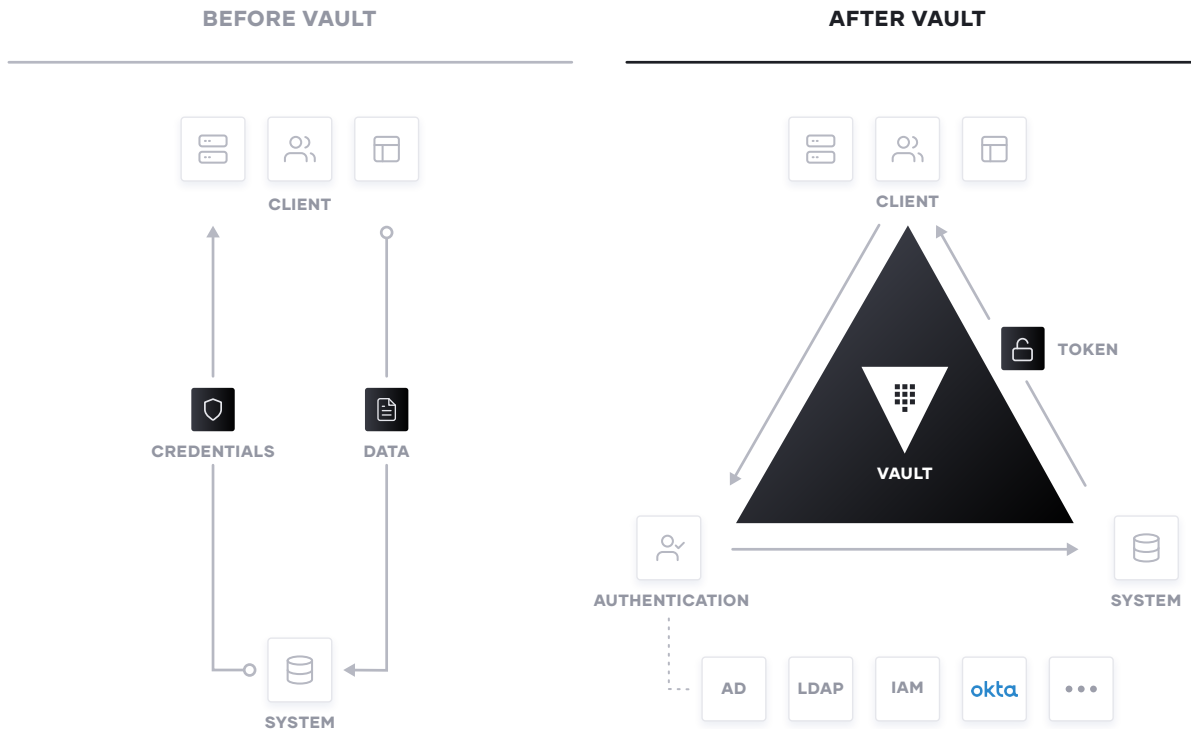 BEFORE VAULT
CLIENT
CREDENTIALS
DATA
SYSTEM
AFTER VAULT
CLIENT
TOKEN
VAULT
AUTHENTICATION
SYSTEM
AD
LDAP
IAM
okta
•••